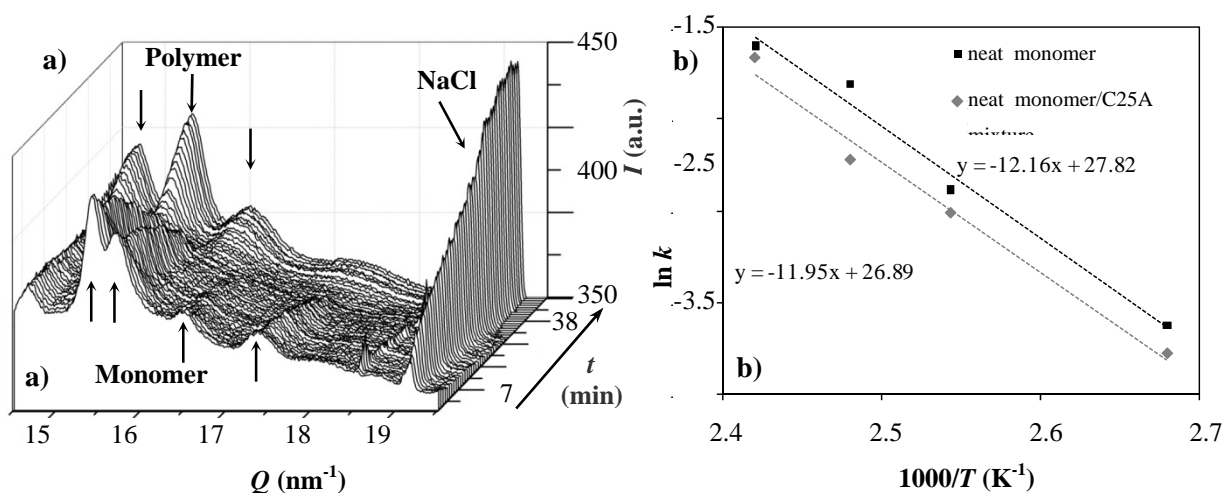 a)
Polymer
NaCl
450
400
350
I (a.u.)
38
7
t
(min)
a)
Monomer
15
16
17
18
19
Q (nm⁻¹)
b)
neat monomer
neat monomer/C25A
y = -12.16x + 27.82
y = -11.95x + 26.89
-1.5
-2.5
-3.5
ln k
b)
2.4
2.5
2.6
2.7
1000/T (K⁻¹)